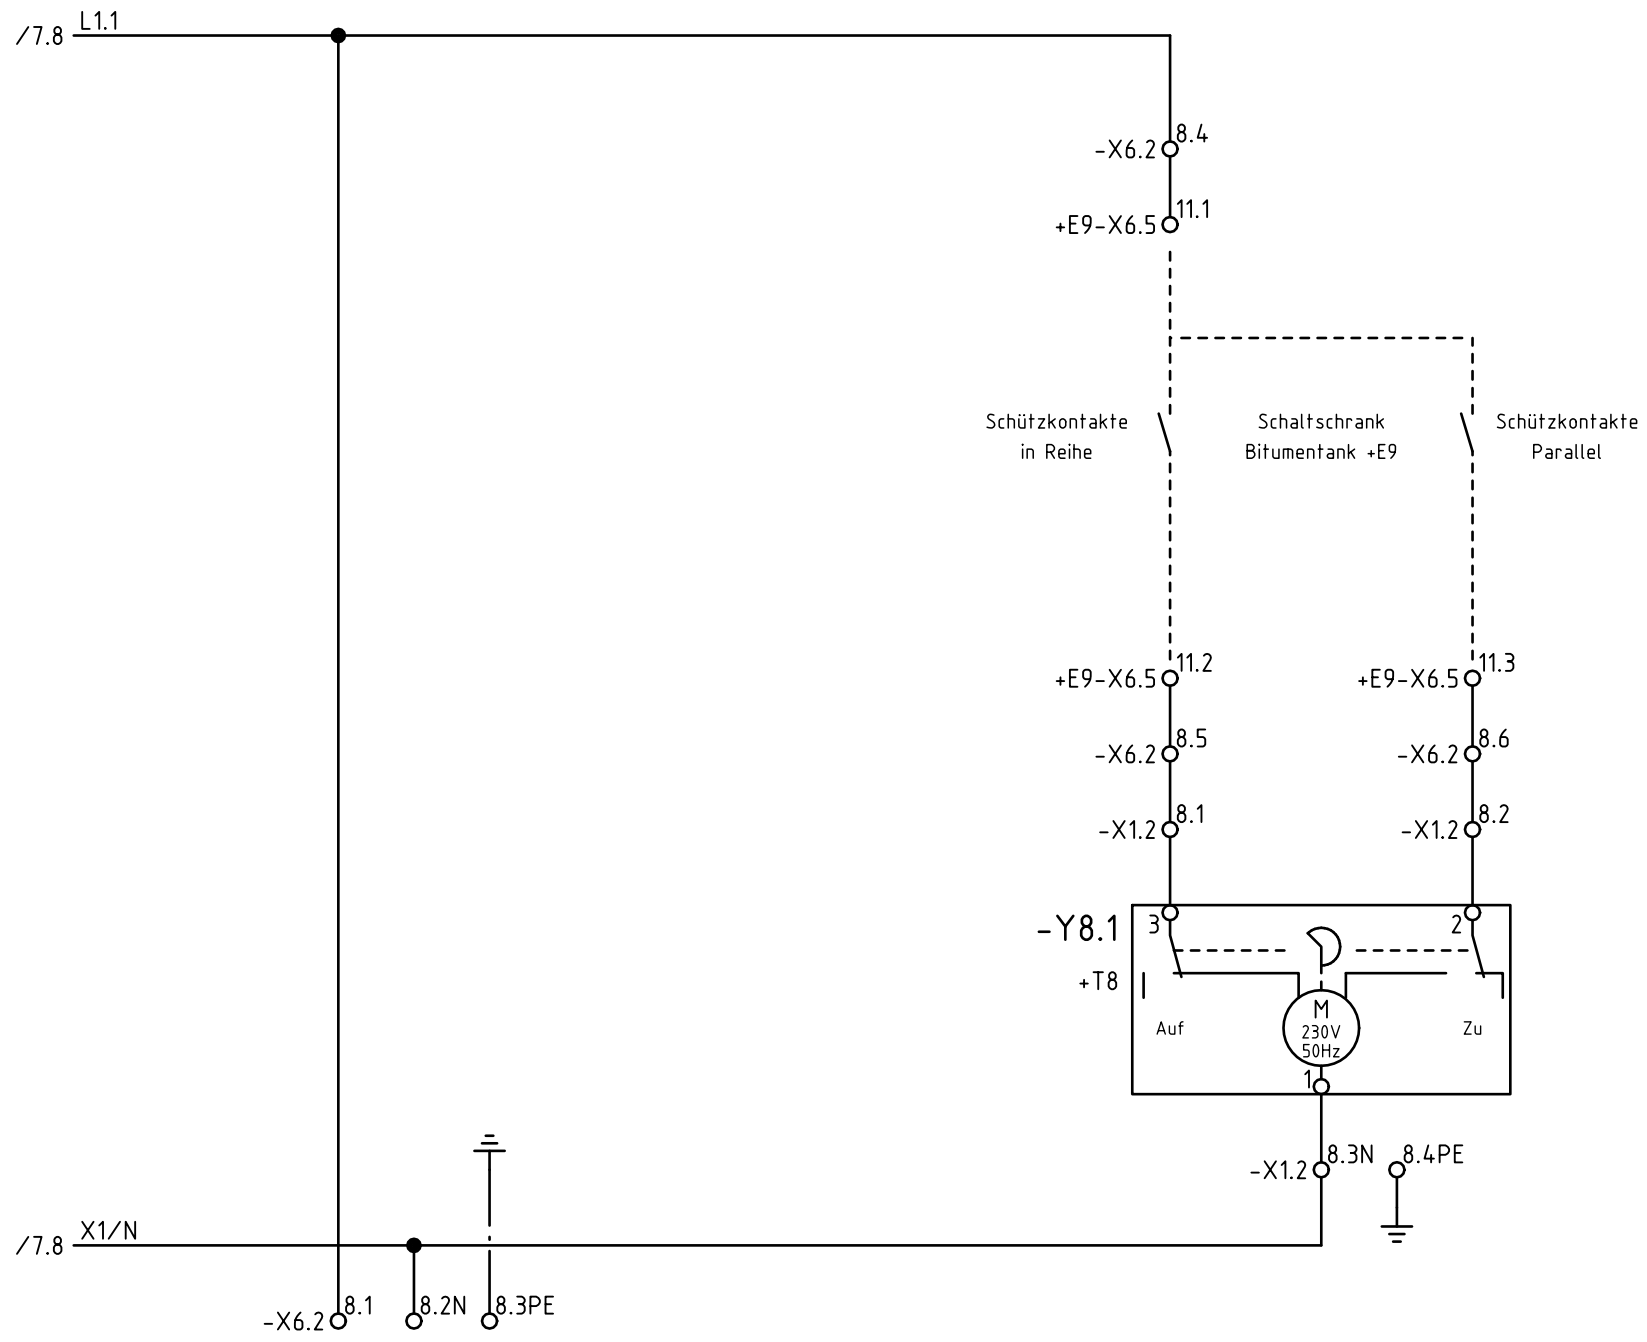 L1.1
/7.8
8.4
-X6.2
11.1
+E9-X6.5
Schützkontakte
in Reihe
Schaltschrank
Bitumentank +E9
Schützkontakte
Parallel
11.2
+E9-X6.5
11.3
+E9-X6.5
8.5
-X6.2
8.6
-X6.2
8.1
-X1.2
8.2
-X1.2
-Y8.1
3
2
+T8
Auf
M
230V
50Hz
Zu
1
8.3N
-X1.2
8.4PE
X1/N
/7.8
8.1
-X6.2
8.2N
8.3PE